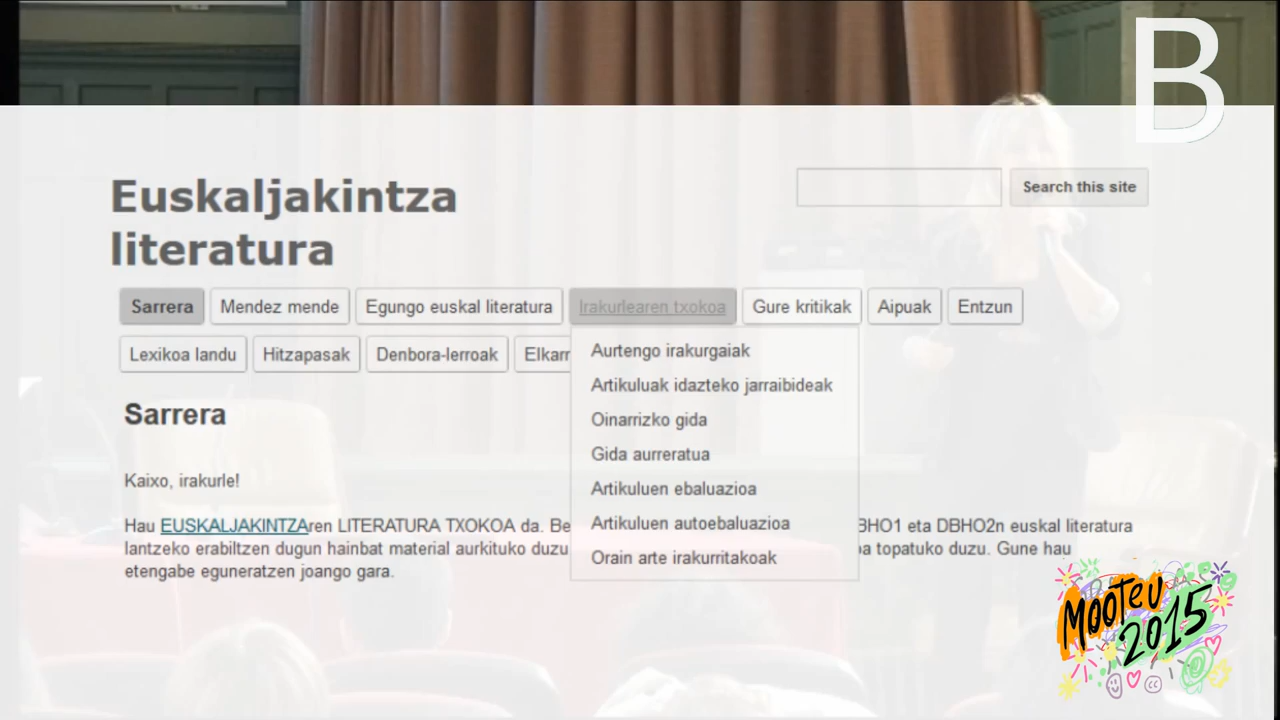 B
Euskaljakintza
literatura
Search this site
Sarrera Mendez mende Egungo euskal literatura Irakurlearen txokoa Gure kritikak Aipuak Entzun
Lexikoa landu Hitzapasak Denbora-lerroak Elkarr
Aurtengo irakurgaiak
Artikuluak idazteko jarraibideak
Oinarrizko gida
Gida aurreratua
Artikuluen ebaluazioa
Artikuluen autoebaluazioa
Orain arte irakurritakoak
Sarrera
Kaixo, irakurle!
Hau EUSKALJAKINTZAren LITERATURA TXOKOA da. Be BHO1 eta DBHO2n euskal literatura
lantzeko erabiltzen dugun hainbat material aurkituko duzu topatuko duzu. Gune hau
etengabe eguneratzen joango gara.
MOOTEU
2015